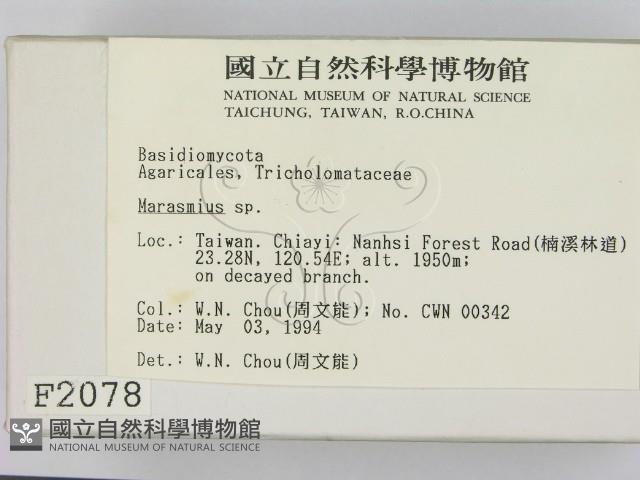 國立自然科學博物館
NATIONAL MUSEUM OF NATURAL SCIENCE
TAICHUNG, TAIWAN, R.O.CHINA
Basidiomycota
Agaricales, Tricholomataceae
Marasmius sp.
Loc.: Taiwan. Chiayi: Nanhsi Forest Road(楠溪林道)
23.28N, 120.54E; alt. 1950m;
on decayed branch.
Col.: W.N. Chou(周文能); No. CWN 00342
Date: May 03, 1994
Det.: W.N. Chou(周文能)
F2078
國立自然科學博物館
NATIONAL MUSEUM OF NATURAL SCIENCE